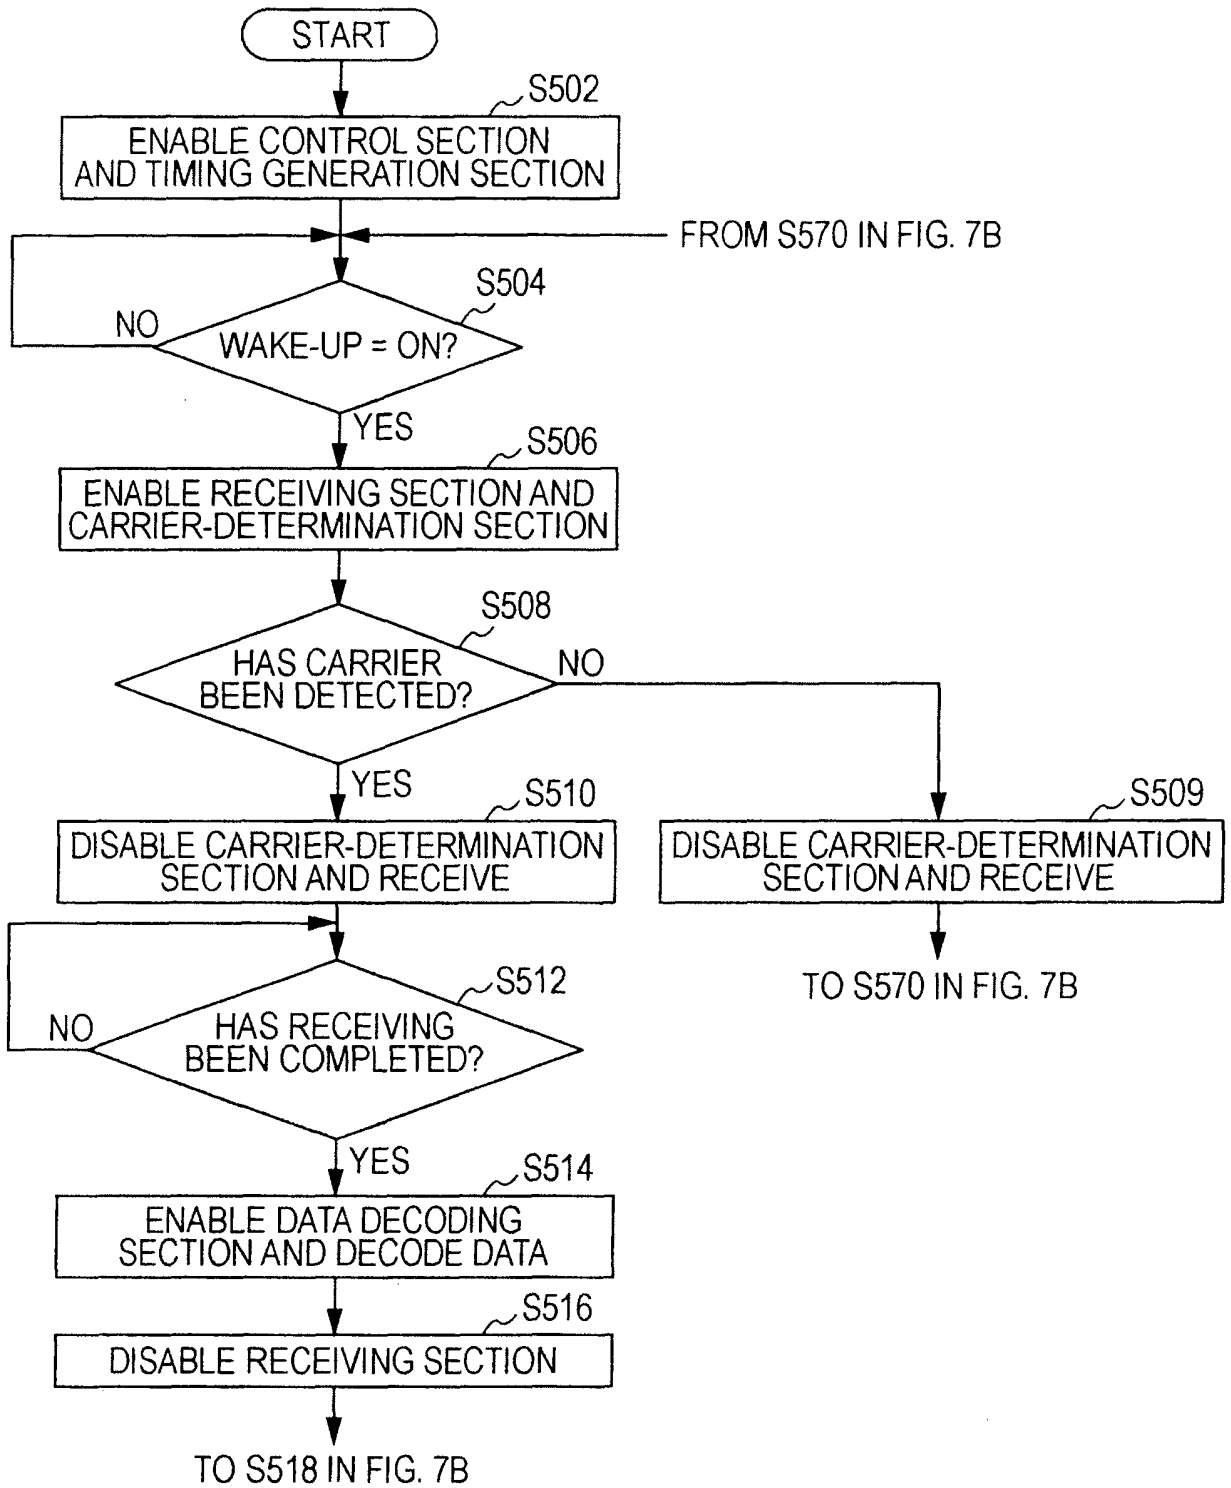 START
S502
ENABLE CONTROL SECTION
AND TIMING GENERATION SECTION
FROM S570 IN FIG. 7B
S504
NO
WAKE-UP = ON?
YES
S506
ENABLE RECEIVING SECTION AND
CARRIER-DETERMINATION SECTION
S508
HAS CARRIER
BEEN DETECTED?
NO
YES
S510
DISABLE CARRIER-DETERMINATION
SECTION AND RECEIVE
S509
DISABLE CARRIER-DETERMINATION
SECTION AND RECEIVE
TO S570 IN FIG. 7B
S512
NO
HAS RECEIVING
BEEN COMPLETED?
YES
S514
ENABLE DATA DECODING
SECTION AND DECODE DATA
S516
DISABLE RECEIVING SECTION
TO S518 IN FIG. 7B